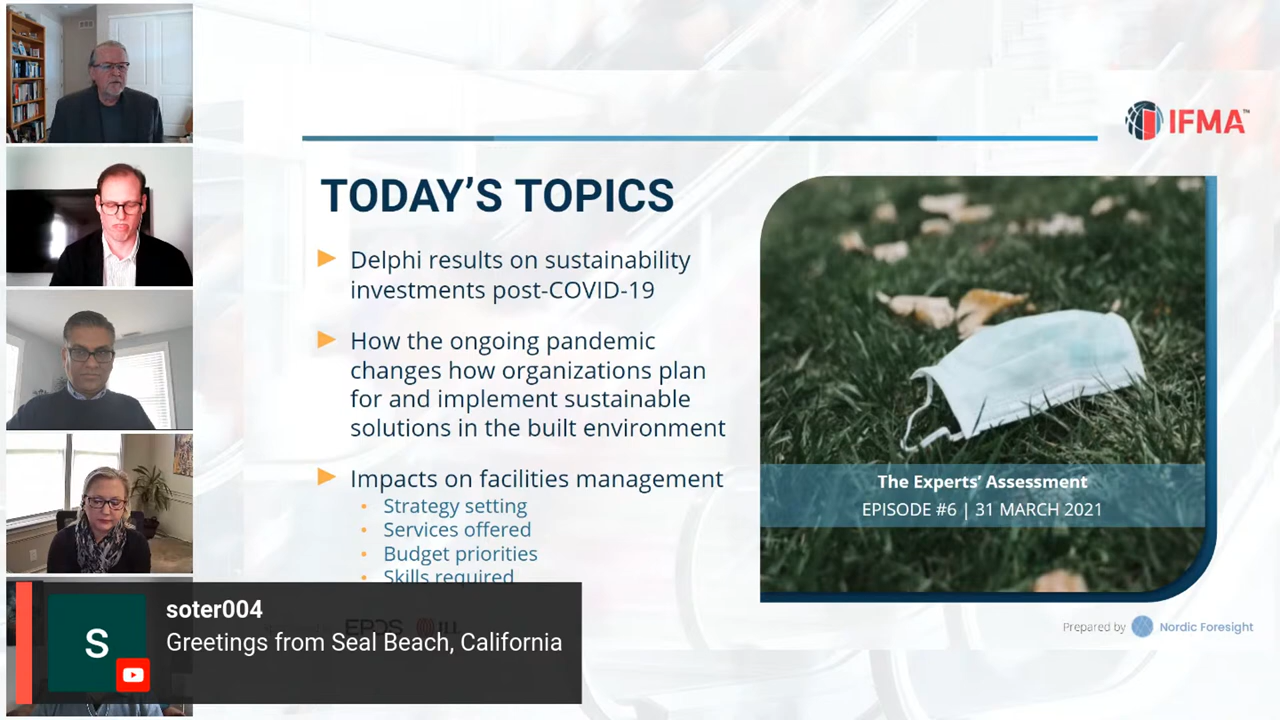 IFMA™
TODAY'S TOPICS
Delphi results on sustainability
investments post-COVID-19
How the ongoing pandemic
changes how organizations plan
for and implement sustainable
solutions in the built environment
Impacts on facilities management
Strategy setting
Services offered
Budget priorities
Skills required
The Experts' Assessment
EPISODE #6 | 31 MARCH 2021
S
soter004
Greetings from Seal Beach, California
Prepared by Nordic Foresight